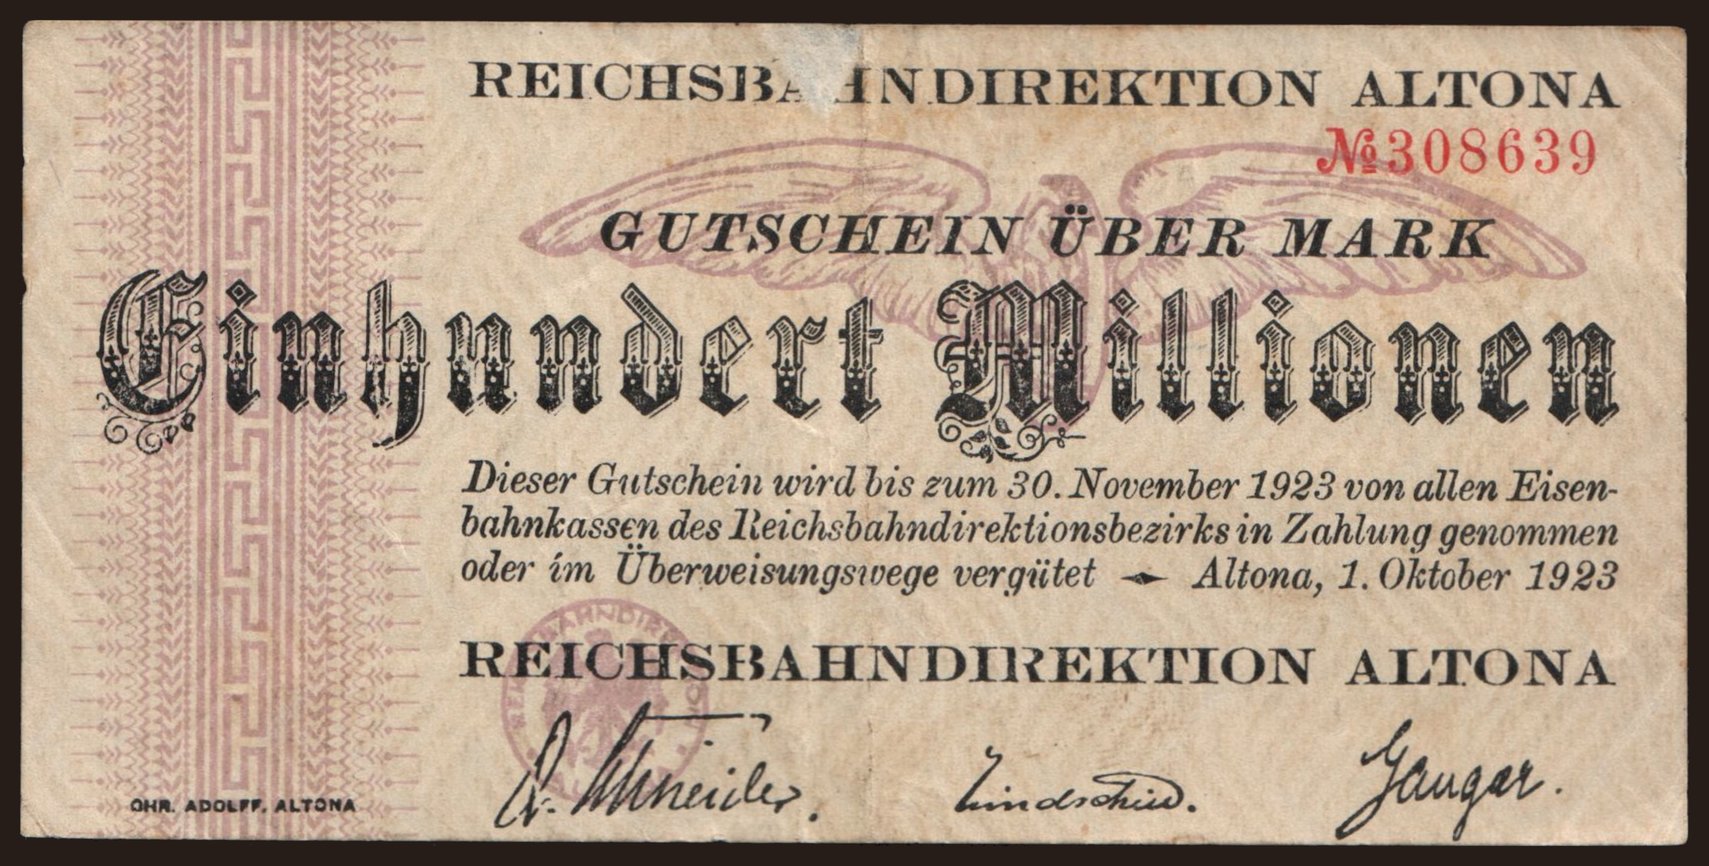 REICHSBAHNDIREKTION ALTONA
№308639
GUTSCHEIN ÜBER MARK
Einhundert Millionen
Dieser Gutschein wird bis zum 30. November 1923 von allen Eisen-
bahnkassen des Reichsbahndirektionsbezirks in Zahlung genommen
oder im Überweisungswege vergütet Altona, 1. Oktober 1923
REICHSBAHNDIREKTION ALTONA
CHR. ADOLFF, ALTONA